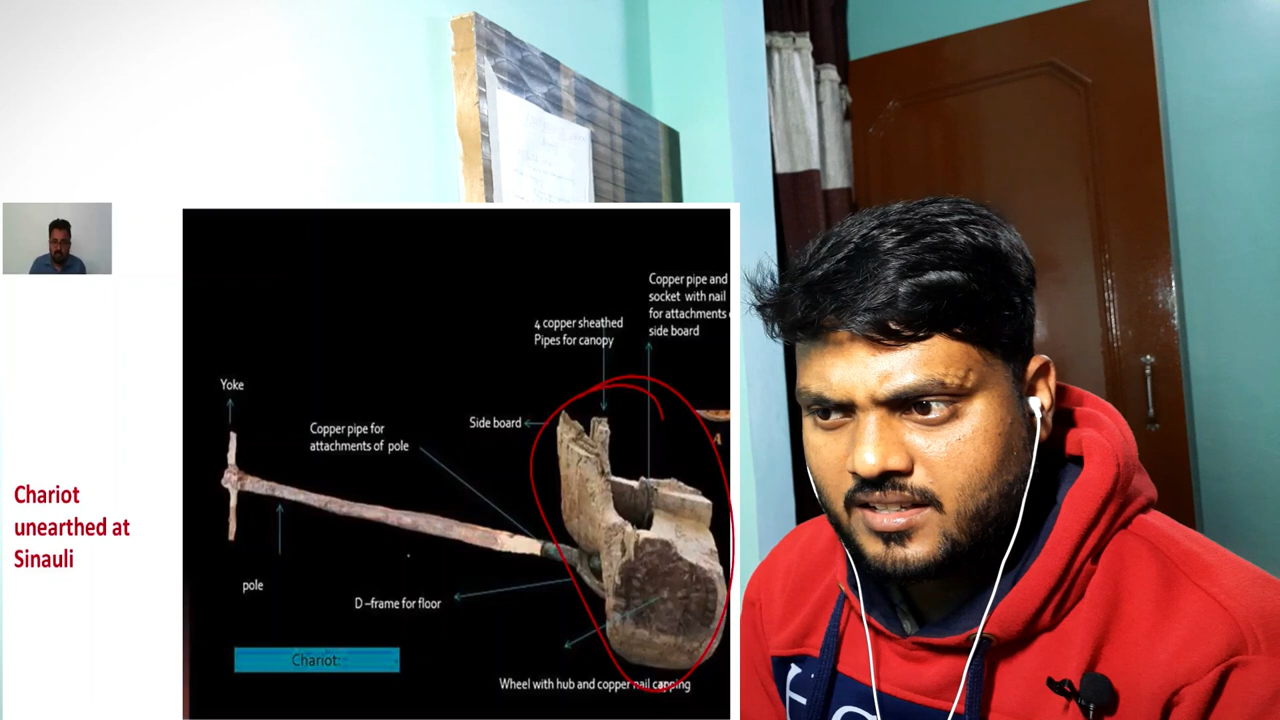 Copper pipe and
socket with nail
for attachments
side board
4 copper sheathed
Pipes for canopy
Yoke
Side board
Copper pipe for
attachments of pole
A
Chariot
unearthed at
Sinauli
pole
D –frame for floor
Chariot
Wheel with hub and copper nail capping